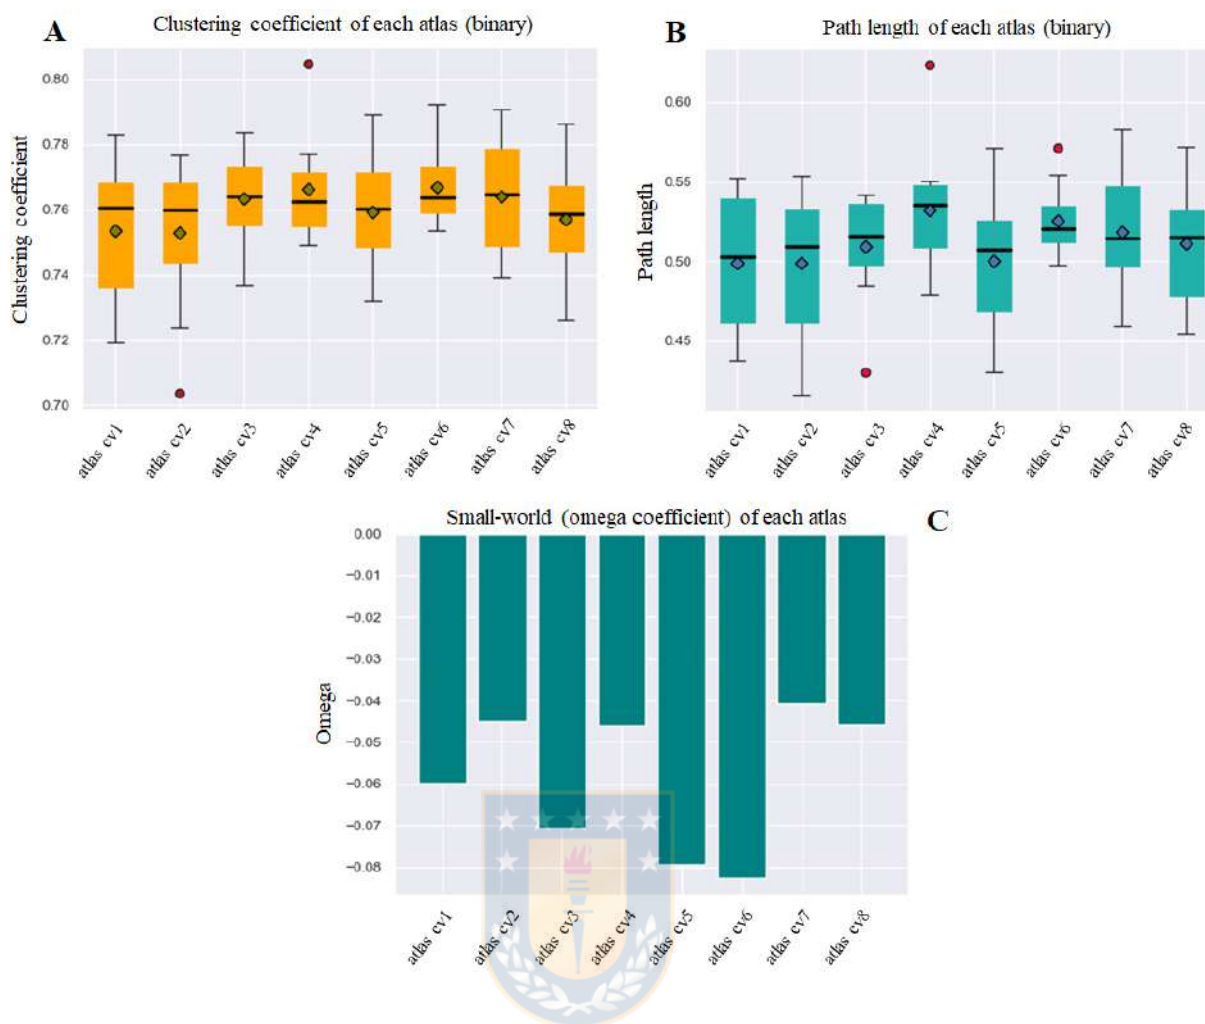 A
Clustering coefficient of each atlas (binary)
Clustering coefficient
0.80
0.78
0.76
0.74
0.72
0.70
atlas cv1
atlas cv2
atlas cv3
atlas cv4
atlas cv5
atlas cv6
atlas cv7
atlas cv8
B
Path length of each atlas (binary)
Path length
0.60
0.55
0.50
0.45
atlas cv1
atlas cv2
atlas cv3
atlas cv4
atlas cv5
atlas cv6
atlas cv7
atlas cv8
Small-world (omega coefficient) of each atlas
C
Omega
0.00
−0.01
−0.02
−0.03
−0.04
−0.05
−0.06
−0.07
−0.08
atlas cv1
atlas cv2
atlas cv3
atlas cv4
atlas cv5
atlas cv6
atlas cv7
atlas cv8